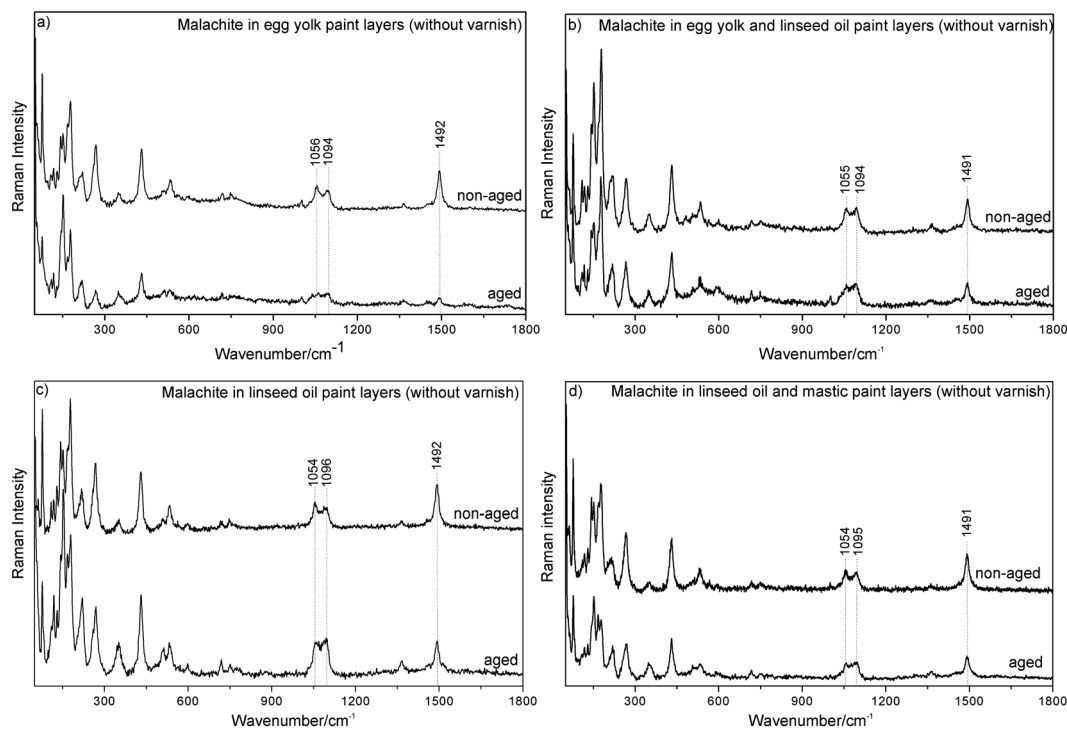 a) Malachite in egg yolk paint layers (without varnish)
Raman Intensity
1056
1094
1492
non-aged
aged
300 600 900 1200 1500 1800
Wavenumber/cm-1
b) Malachite in egg yolk and linseed oil paint layers (without varnish)
Raman Intensity
1055
1094
1491
non-aged
aged
300 600 900 1200 1500 1800
Wavenumber/cm-1
c) Malachite in linseed oil paint layers (without varnish)
Raman Intensity
1054
1096
1492
non-aged
aged
300 600 900 1200 1500 1800
Wavenumber/cm-1
d) Malachite in linseed oil and mastic paint layers (without varnish)
Raman intensity
1054
1095
1491
non-aged
aged
300 600 900 1200 1500 1800
Wavenumber/cm-1